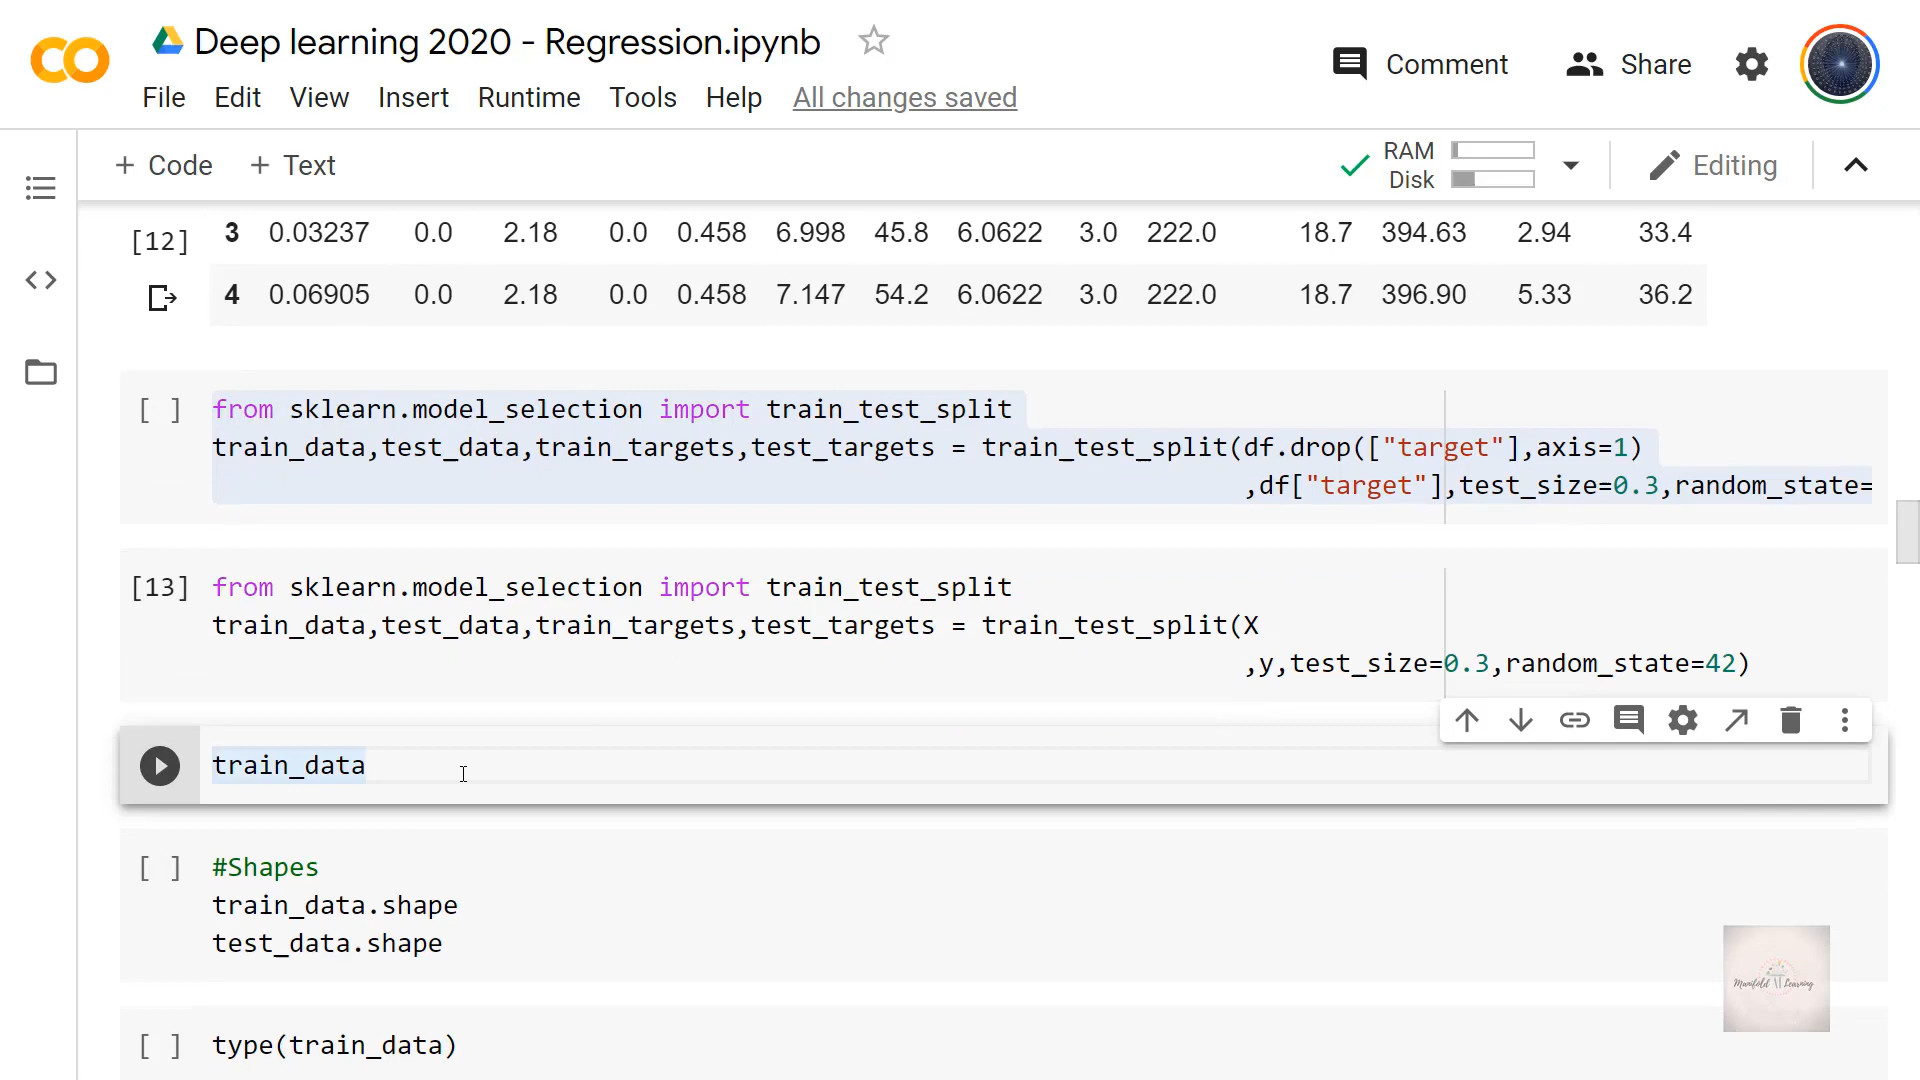 Deep learning 2020 - Regression.ipynb
Comment
Share
File Edit View Insert Runtime Tools Help All changes saved
+ Code + Text
RAM
Disk
Editing
[12] 3 0.03237 0.0 2.18 0.0 0.458 6.998 45.8 6.0622 3.0 222.0 18.7 394.63 2.94 33.4
4 0.06905 0.0 2.18 0.0 0.458 7.147 54.2 6.0622 3.0 222.0 18.7 396.90 5.33 36.2
[ ] from sklearn.model_selection import train_test_split
train_data,test_data,train_targets,test_targets = train_test_split(df.drop(["target"],axis=1)
,df["target"],test_size=0.3,random_state=
[13] from sklearn.model_selection import train_test_split
train_data,test_data,train_targets,test_targets = train_test_split(X
,y,test_size=0.3,random_state=42)
train_data
[ ] #Shapes
train_data.shape
test_data.shape
Manifold Learning
[ ] type(train_data)